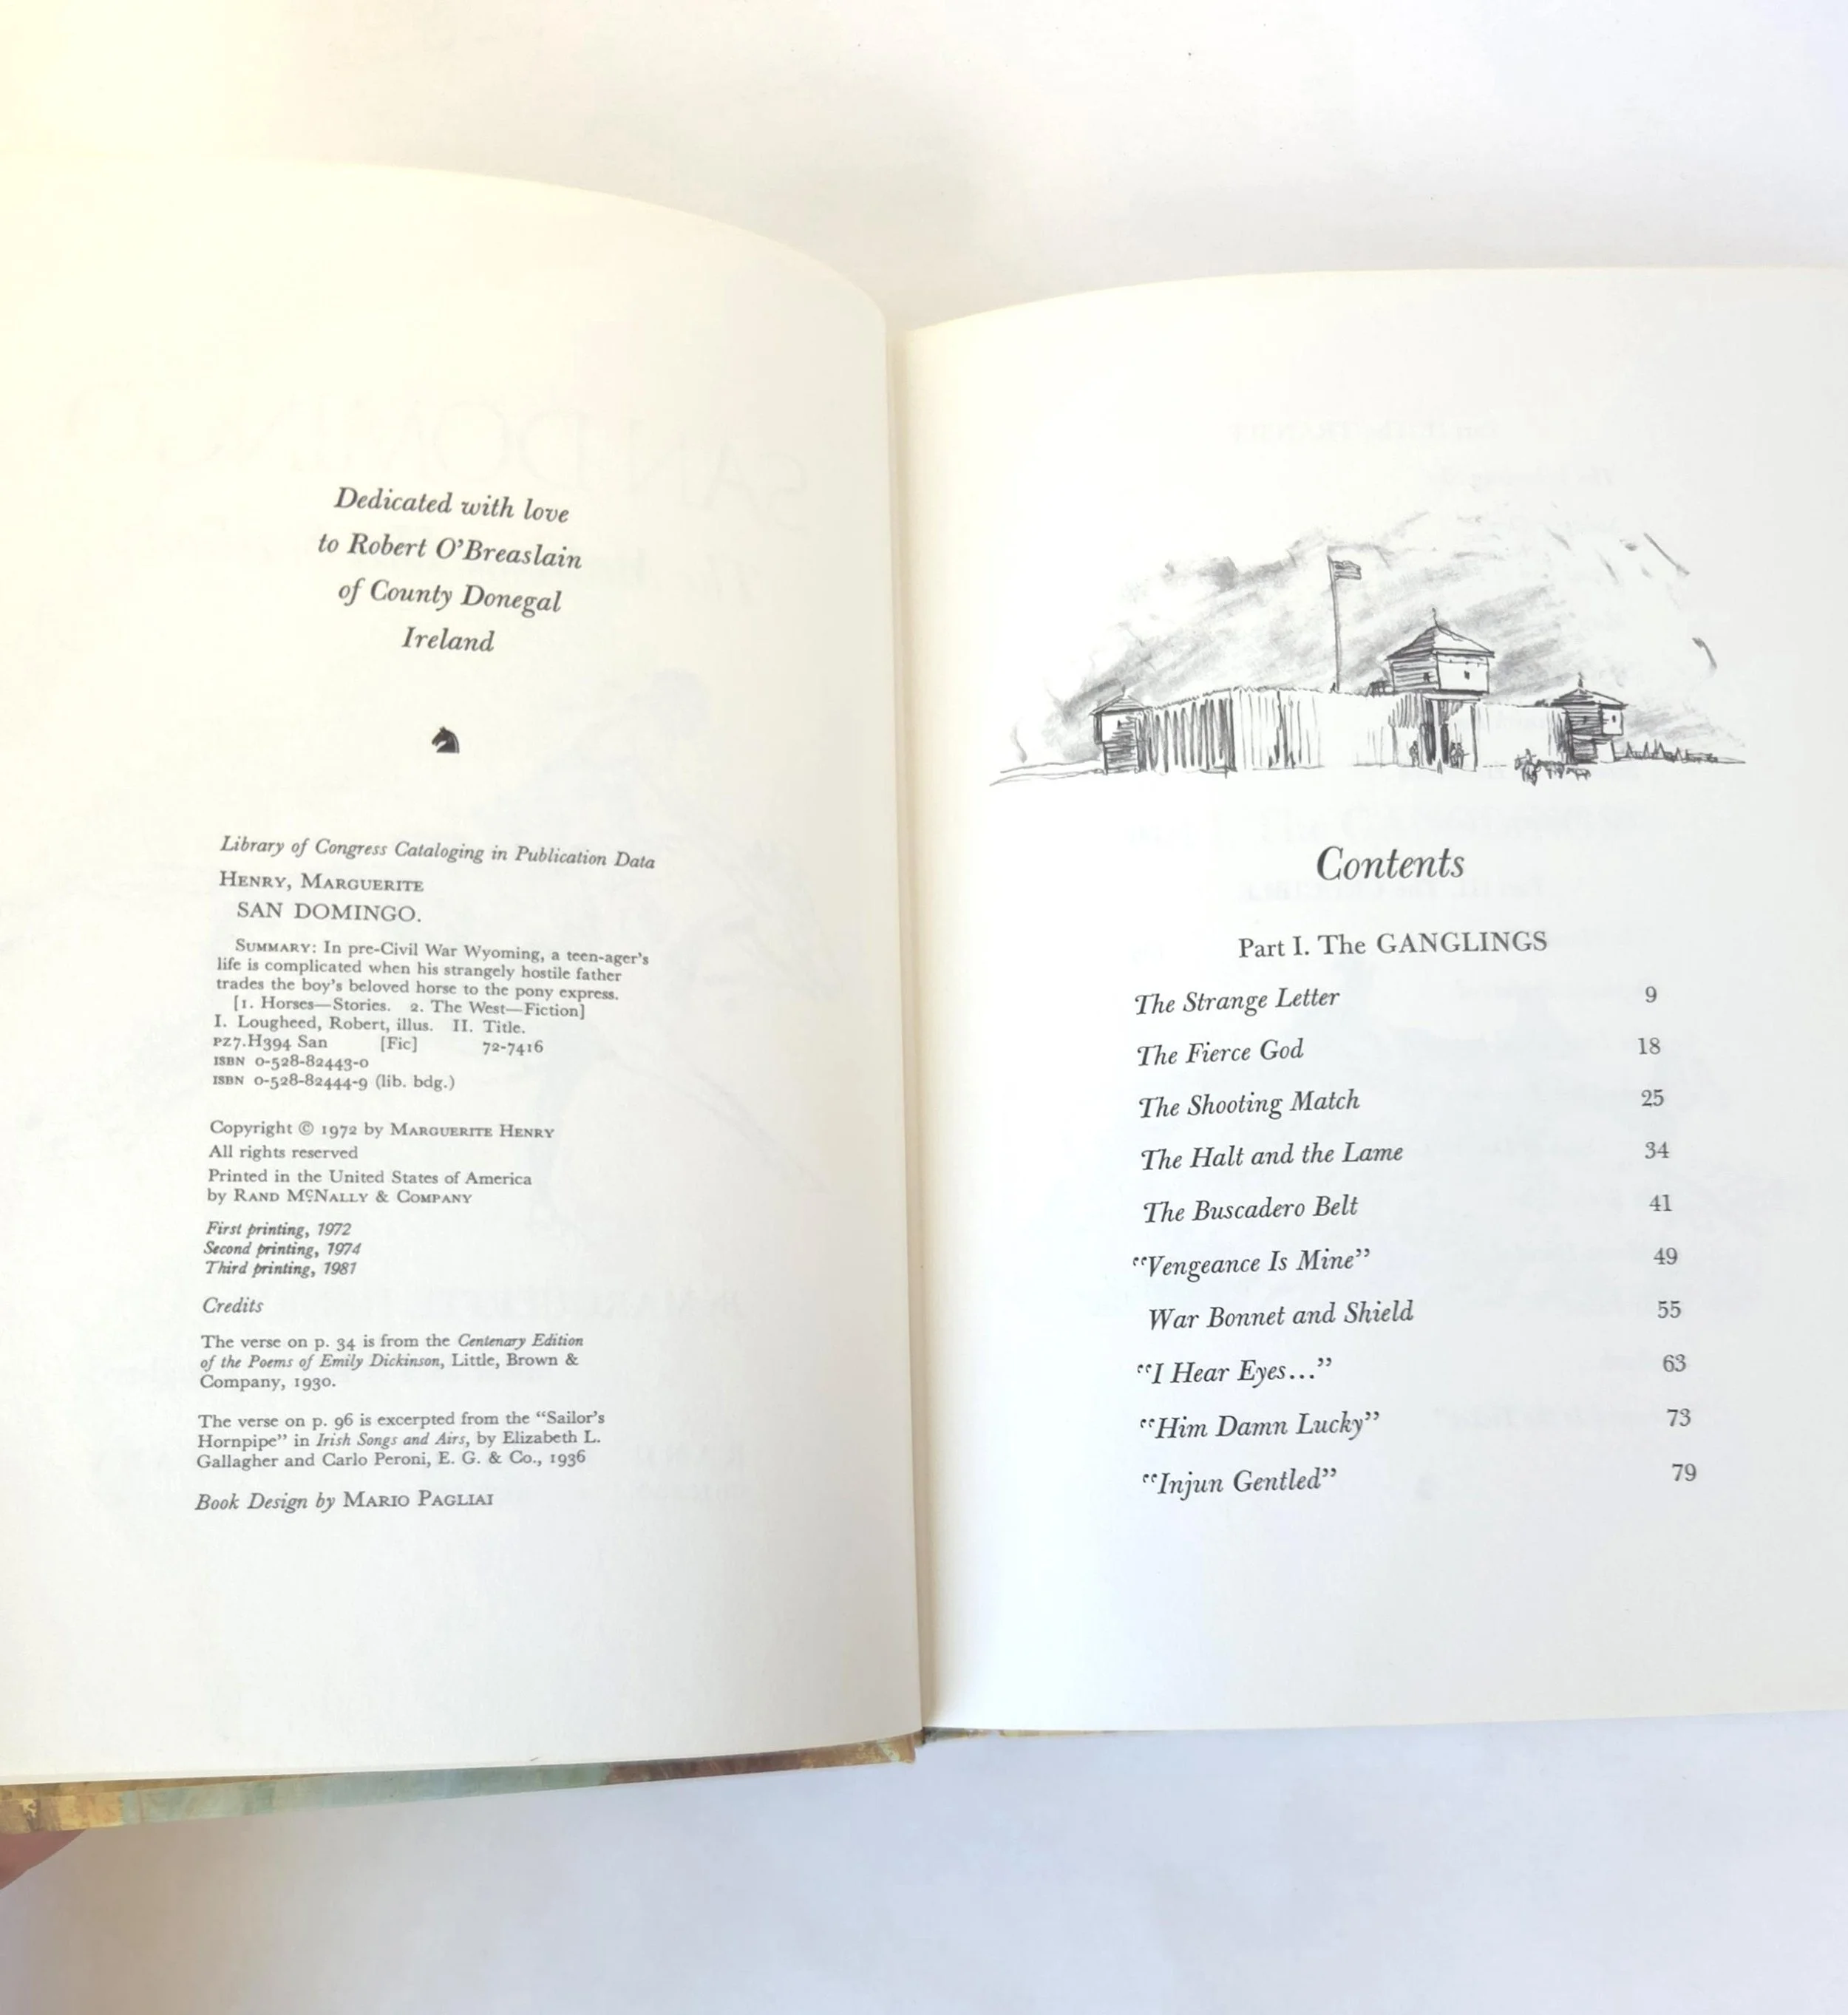 Dedicated with love
to Robert O'Breaslain
of County Donegal
Ireland
Library of Congress Cataloging in Publication Data
HENRY, MARGUERITE
SAN DOMINGO.
SUMMARY: In pre-Civil War Wyoming, a teen-ager's
life is complicated when his strangely hostile father
trades the boy's beloved horse to the pony express.
[1. Horses—Stories. 2. The West—Fiction]
I. Lougheed, Robert, illus. II. Title.
PZ7.H394 San [Fic] 72-7416
ISBN 0-528-82443-0
ISBN 0-528-82444-9 (lib. bdg.)
Copyright © 1972 by MARGUERITE HENRY
All rights reserved
Printed in the United States of America
by RAND McNALLY & COMPANY
First printing, 1972
Second printing, 1974
Third printing, 1981
Credits
The verse on p. 34 is from the Centenary Edition
of the Poems of Emily Dickinson, Little, Brown &
Company, 1930.
The verse on p. 96 is excerpted from the "Sailor's
Hornpipe" in Irish Songs and Airs, by Elizabeth L.
Gallagher and Carlo Peroni, E. G. & Co., 1936
Book Design by MARIO PAGLIAI
Contents
Part I. The GANGLINGS
The Strange Letter 9
The Fierce God 18
The Shooting Match 25
The Halt and the Lame 34
The Buscadero Belt 41
"Vengeance Is Mine" 49
War Bonnet and Shield 55
"I Hear Eyes..." 63
"Him Damn Lucky" 73
"Injun Gentled" 79